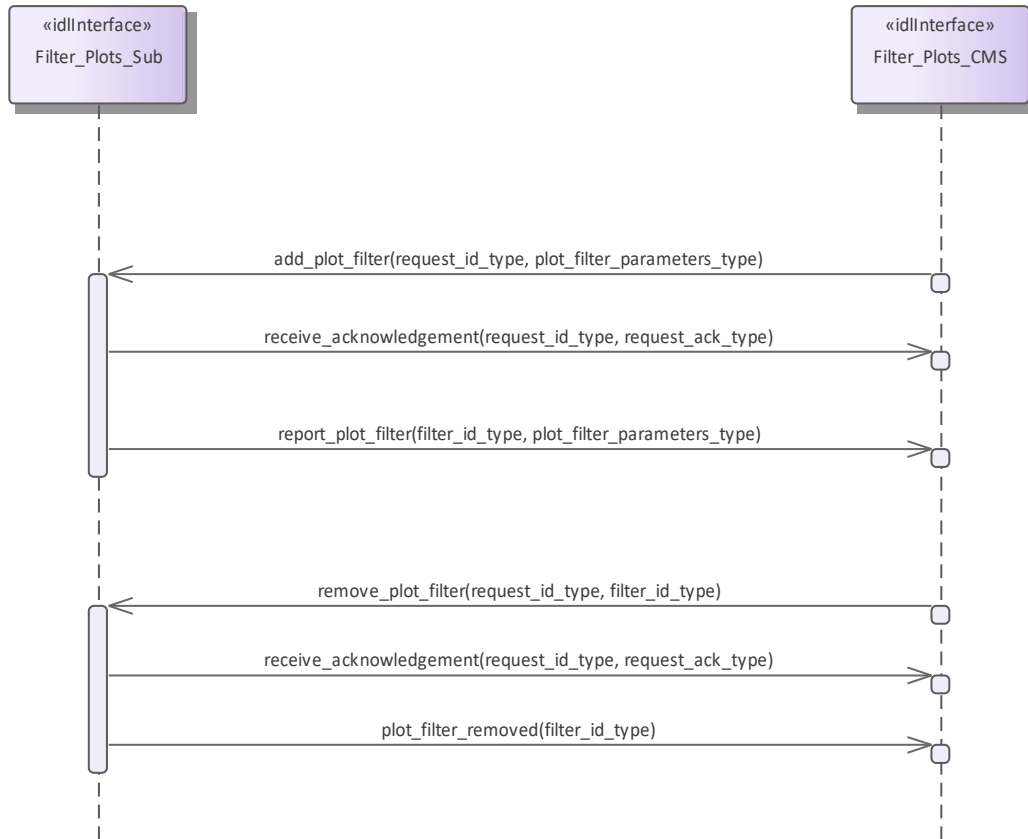 «idlInterface»
Filter_Plots_Sub
«idlInterface»
Filter_Plots_CMS
add_plot_filter(request_id_type, plot_filter_parameters_type)
receive_acknowledgement(request_id_type, request_ack_type)
report_plot_filter(filter_id_type, plot_filter_parameters_type)
remove_plot_filter(request_id_type, filter_id_type)
receive_acknowledgement(request_id_type, request_ack_type)
plot_filter_removed(filter_id_type)